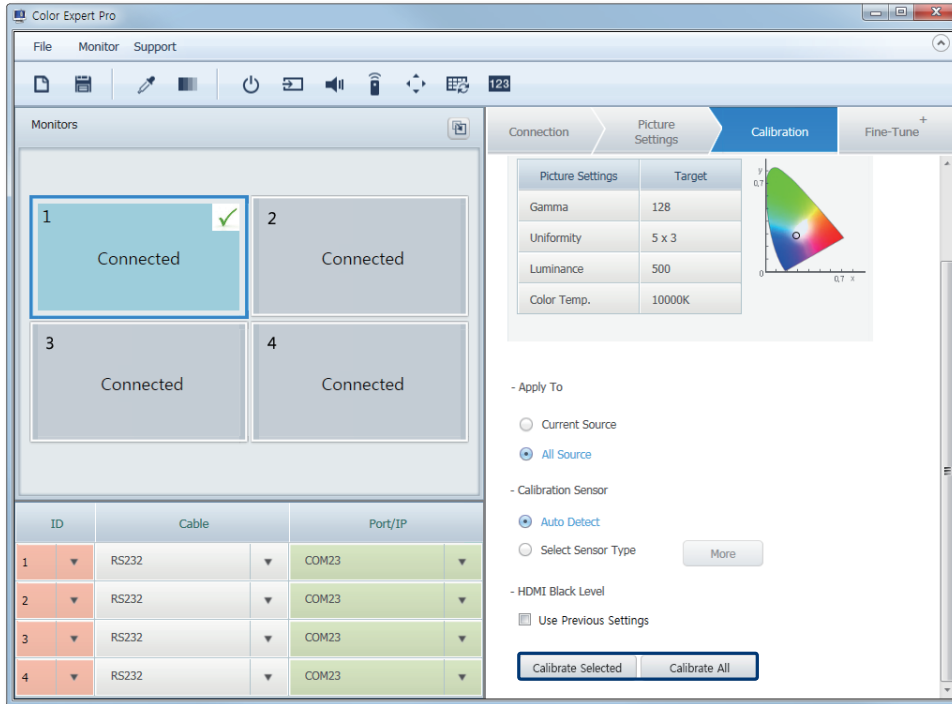 Color Expert Pro
File Monitor Support
123
Monitors
Connection
Picture
Settings
Calibration
Fine-Tune +
1
Connected
2
Connected
3
Connected
4
Connected
Picture Settings Target
Gamma 128
Uniformity 5 x 3
Luminance 500
Color Temp. 10000K
y
0,7
0
0,7 x
- Apply To
Current Source
All Source
- Calibration Sensor
Auto Detect
Select Sensor Type More
- HDMI Black Level
Use Previous Settings
Calibrate Selected Calibrate All
ID Cable Port/IP
1 RS232 COM23
2 RS232 COM23
3 RS232 COM23
4 RS232 COM23